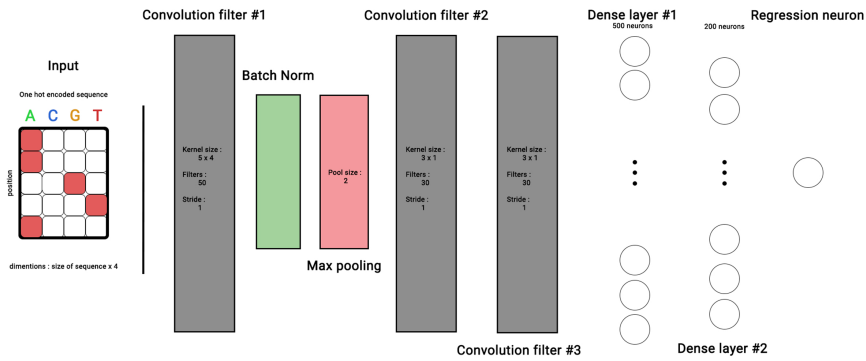 Convolution filter #1
Convolution filter #2
Dense layer #1
500 neurons
200 neurons
Regression neuron
Input
Batch Norm
One hot encoded sequence
A C G T
position
dimentions : size of sequence x 4
Kernel size :
5 x 4
Filters :
50
Stride :
1
Pool size :
2
Max pooling
Kernel size :
3 x 1
Filters :
30
Stride :
1
Kernel size :
3 x 1
Filters :
30
Stride :
1
Convolution filter #3
Dense layer #2